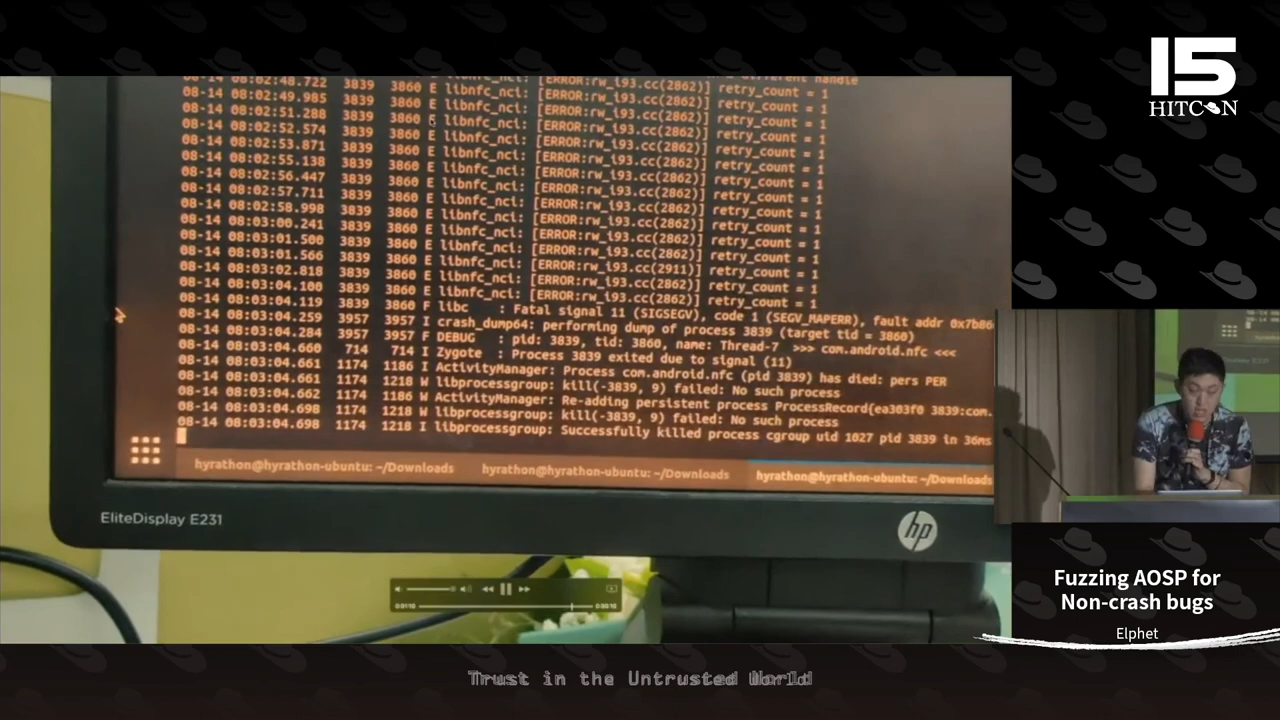 15
HITCON
08-14 08:02:48.722 3839 3860 E libnfc_nci: [ERROR:rw_i93.cc(2862)] retry_count = 1
08-14 08:02:49.985 3839 3860 E libnfc_nci: [ERROR:rw_i93.cc(2862)] retry_count = 1
08-14 08:02:51.288 3839 3860 E libnfc_nci: [ERROR:rw_i93.cc(2862)] retry_count = 1
08-14 08:02:52.574 3839 3860 E libnfc_nci: [ERROR:rw_i93.cc(2862)] retry_count = 1
08-14 08:02:53.871 3839 3860 E libnfc_nci: [ERROR:rw_i93.cc(2862)] retry_count = 1
08-14 08:02:55.138 3839 3860 E libnfc_nci: [ERROR:rw_i93.cc(2862)] retry_count = 1
08-14 08:02:56.447 3839 3860 E libnfc_nci: [ERROR:rw_i93.cc(2862)] retry_count = 1
08-14 08:02:57.711 3839 3860 E libnfc_nci: [ERROR:rw_i93.cc(2862)] retry_count = 1
08-14 08:02:58.998 3839 3860 E libnfc_nci: [ERROR:rw_i93.cc(2862)] retry_count = 1
08-14 08:03:00.241 3839 3860 E libnfc_nci: [ERROR:rw_i93.cc(2862)] retry_count = 1
08-14 08:03:01.500 3839 3860 E libnfc_nci: [ERROR:rw_i93.cc(2862)] retry_count = 1
08-14 08:03:01.566 3839 3860 E libnfc_nci: [ERROR:rw_i93.cc(2911)] retry_count = 1
08-14 08:03:02.818 3839 3860 E libnfc_nci: [ERROR:rw_i93.cc(2862)] retry_count = 1
08-14 08:03:04.100 3839 3860 E libnfc_nci: [ERROR:rw_i93.cc(2862)] retry_count = 1
08-14 08:03:04.119 3839 3860 F libc : Fatal signal 11 (SIGSEGV), code 1 (SEGV_MAPERR), fault addr 0x7b86
08-14 08:03:04.259 3957 3957 I crash_dump64: performing dump of process 3839 (target tid = 3860)
08-14 08:03:04.284 3957 3957 F DEBUG : pid: 3839, tid: 3860, name: Thread-7 >>> com.android.nfc <<<
08-14 08:03:04.660 714 714 I Zygote : Process 3839 exited due to signal (11)
08-14 08:03:04.661 1174 1186 I ActivityManager: Process com.android.nfc (pid 3839) has died: pers PER
08-14 08:03:04.661 1174 1218 W libprocessgroup: kill(-3839, 9) failed: No such process
08-14 08:03:04.662 1174 1186 W ActivityManager: Re-adding persistent process ProcessRecord{ea303f0 3839:com.
08-14 08:03:04.698 1174 1218 W libprocessgroup: kill(-3839, 9) failed: No such process
08-14 08:03:04.698 1174 1218 I libprocessgroup: Successfully killed process cgroup uid 1027 pid 3839 in 36ms
hyrathon@hyrathon-ubuntu: ~/Downloads hyrathon@hyrathon-ubuntu: ~/Downloads hyrathon@hyrathon-ubuntu: ~/Downloads
EliteDisplay E231
hp
Fuzzing AOSP for
Non-crash bugs
Elphet
Trust in the Untrusted World